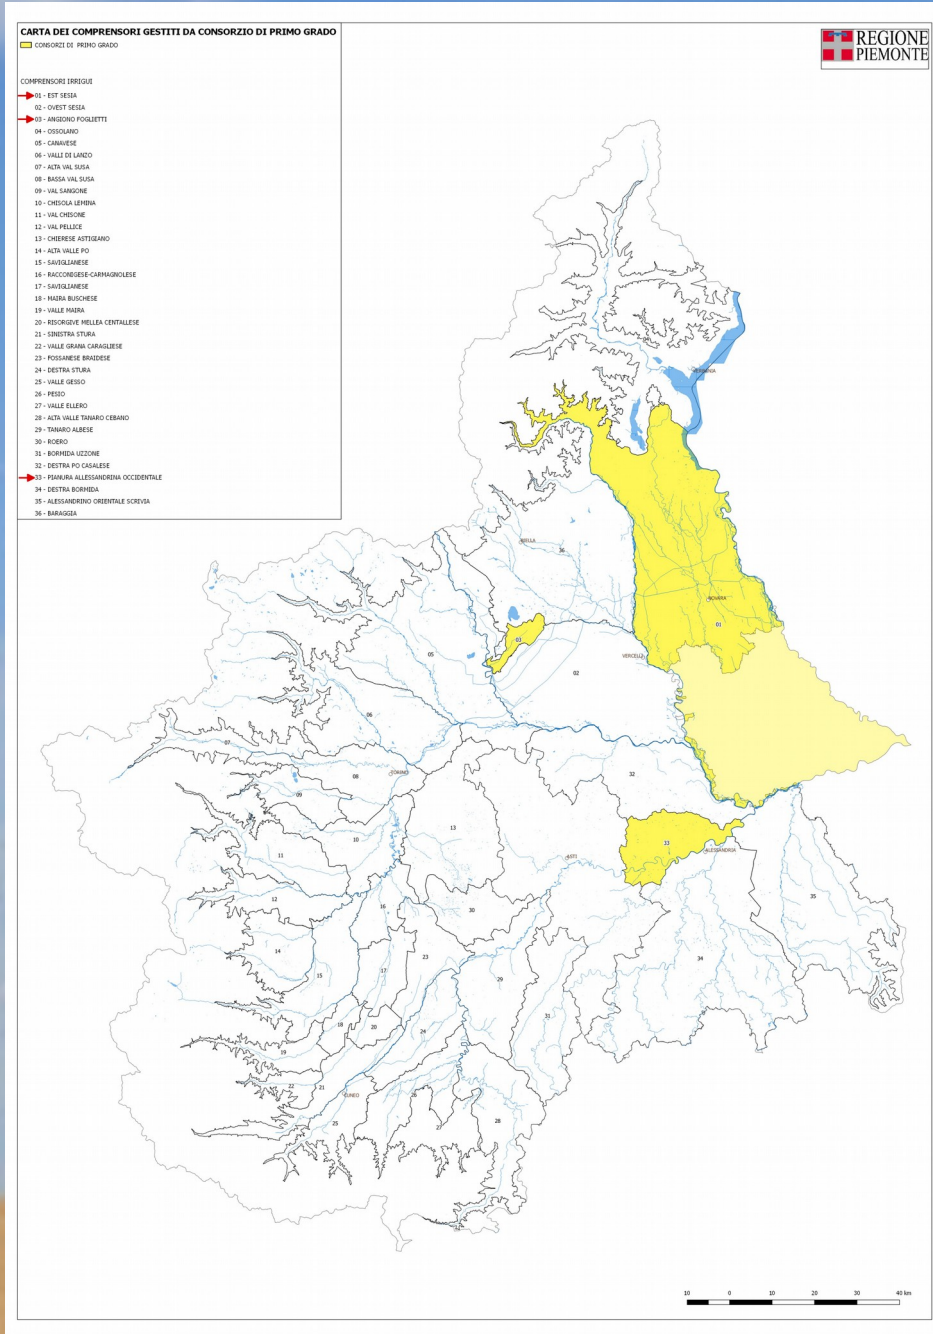 CARTA DEI COMPRENSORI GESTITI DA CONSORZIO DI PRIMO GRADO
CONSORZI DI PRIMO GRADO
REGIONE
PIEMONTE
COMPRENSORI IRRIGUI
01 - EST SESIA
02 - OVEST SESIA
03 - ANGIONO FOGLIETTI
04 - OSSOLANO
05 - CANAVESE
06 - VALLI DI LANZO
07 - ALTA VAL SUSA
08 - BASSA VAL SUSA
09 - VAL SANGONE
10 - CHISOLA LEMINA
11 - VAL CHISONE
12 - VAL PELLICE
13 - CHIERESE ASTIGIANO
14 - ALTA VALLE PO
15 - SAVIGLIANESE
16 - RACCONIGESE-CARMAGNOLESE
17 - SAVIGLIANESE
18 - MAIRA BUSCHESE
19 - VALLE MAIRA
20 - RISORGIVE MELLEA CENTALLESE
21 - SINISTRA STURA
22 - VALLE GRANA CARAGLIESE
23 - FOSSANESE BRAIDESE
24 - DESTRA STURA
25 - VALLE GESSO
26 - PESIO
27 - VALLE ELLERO
28 - ALTA VALLE TANARO CEBANO
29 - TANARO ALBESE
30 - ROERO
31 - BORMIDA UZZONE
32 - DESTRA PO CASALESE
33 - PIANURA ALLESSANDRINA OCCIDENTALE
34 - DESTRA BORMIDA
35 - ALESSANDRINO ORIENTALE SCRIVIA
36 - BARAGGIA
04
VERBANIA
BIELLA
36
NOVARA
01
03
VERCELLI
05
02
06
07
TORINO
08
32
09
13
10
33
ALESSANDRIA
11
ASTI
12
35
16
30
14
23
34
17
15
29
31
18
20
24
19
22
21
CUNEO
26
25
27
28
10 0 10 20 30 40 km